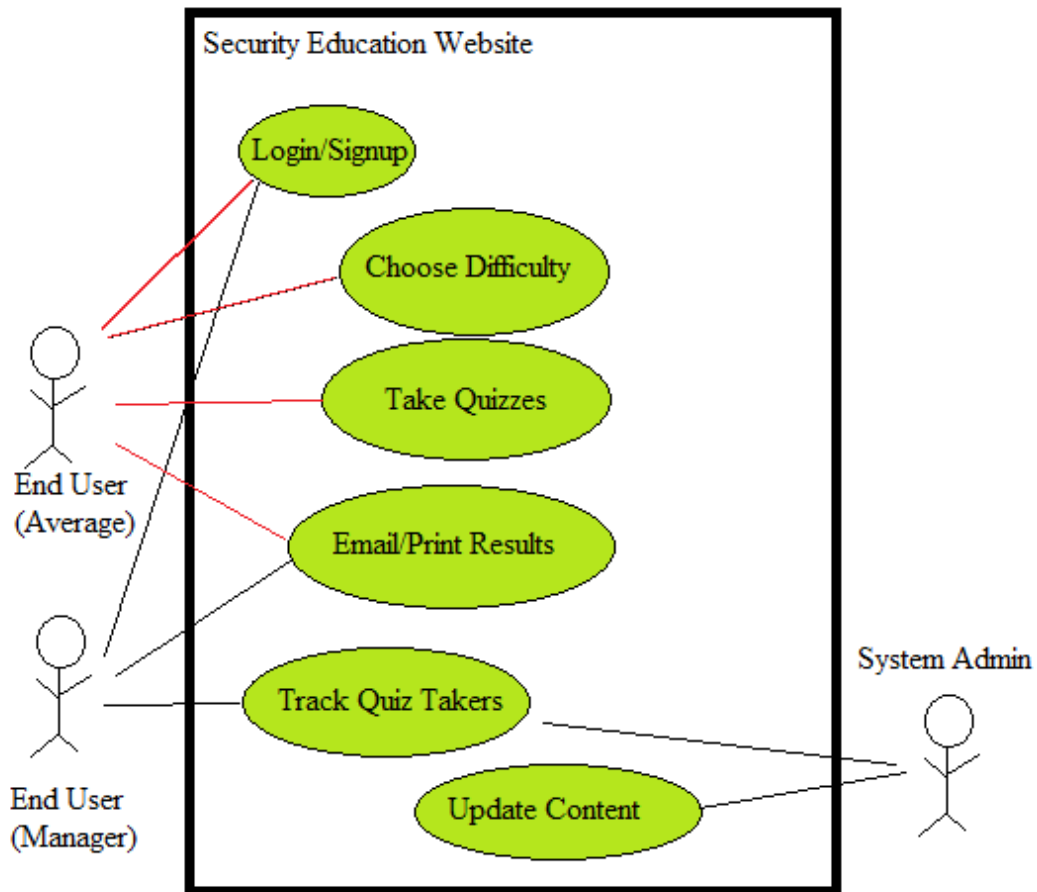 Security Education Website
Login/Signup
Choose Difficulty
Take Quizzes
End User
(Average)
Email/Print Results
System Admin
Track Quiz Takers
End User
(Manager)
Update Content